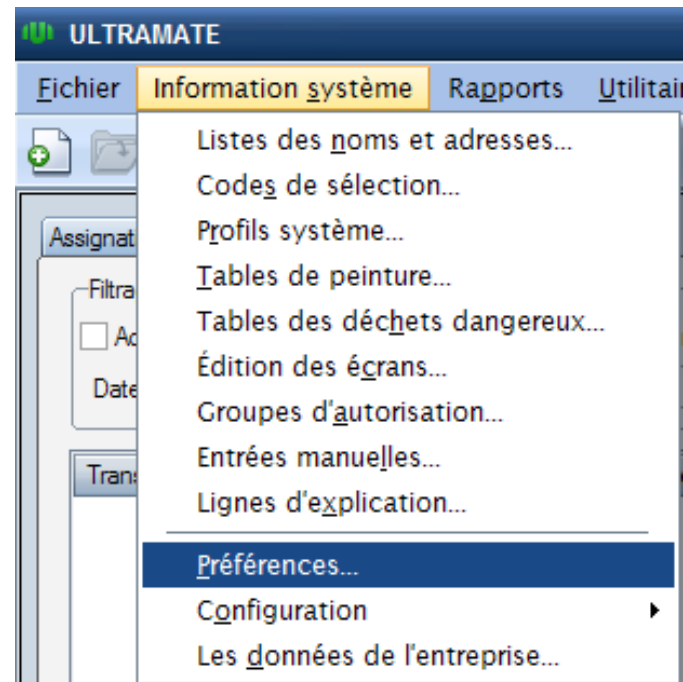 ULTRAMATE
Fichier Information système Rapports
Listes des noms et adresses...
Codes de sélection...
Profils système...
Tables de peinture...
Tables des déchets dangereux...
Édition des écrans...
Groupes d'autorisation...
Entrées manuelles...
Lignes d'explication...
Préférences...
Configuration
Les données de l'entreprise...